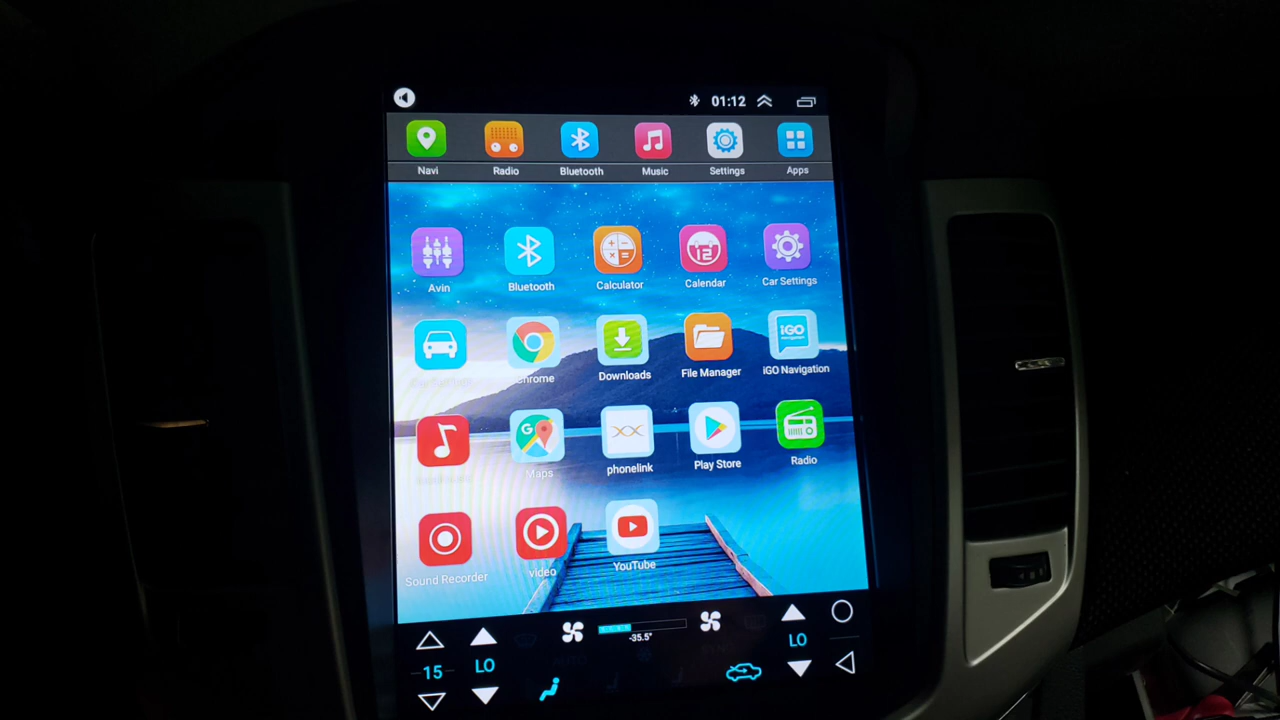 01:12
Navi Radio Bluetooth Music Settings Apps
12
Avin Bluetooth Calculator Calendar Car Settings
iGO
navigation
Chrome Downloads File Manager iGO Navigation
G
Maps phonelink Play Store Radio
Sound Recorder video YouTube
-35.5°
15 LO LO